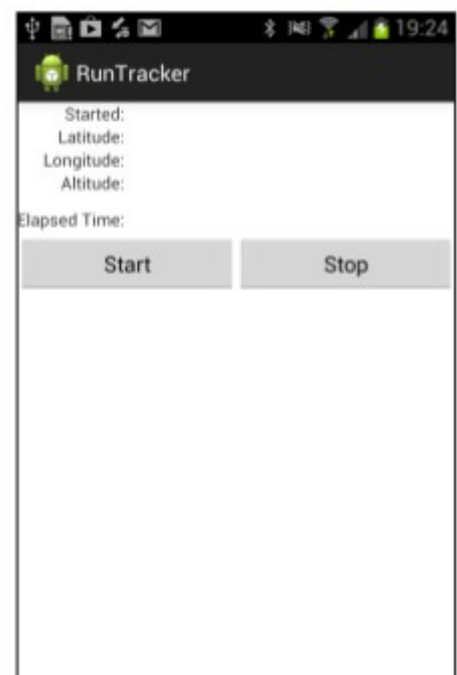 19:24
RunTracker
Started:
Latitude:
Longitude:
Altitude:
Elapsed Time:
Start Stop